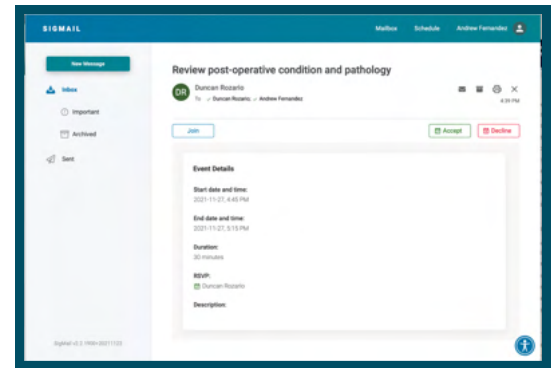 SIGMAIL
Mailbox Schedule Andrew Fernandez
New Message
Inbox
Important
Archived
Sent
Review post-operative condition and pathology
DR
Duncan Rozario
To Duncan Rozario, Andrew Fernandez
4:39 PM
Join
Accept
Decline
Event Details
Start date and time:
2021-11-27, 4:45 PM
End date and time:
2021-11-27, 5:15 PM
Duration:
30 minutes
RSVP:
Duncan Rozario
Description: